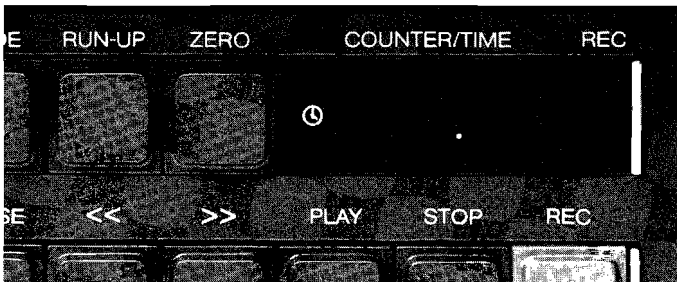 RUN-UP ZERO COUNTER/TIME REC
<< >> PLAY STOP REC